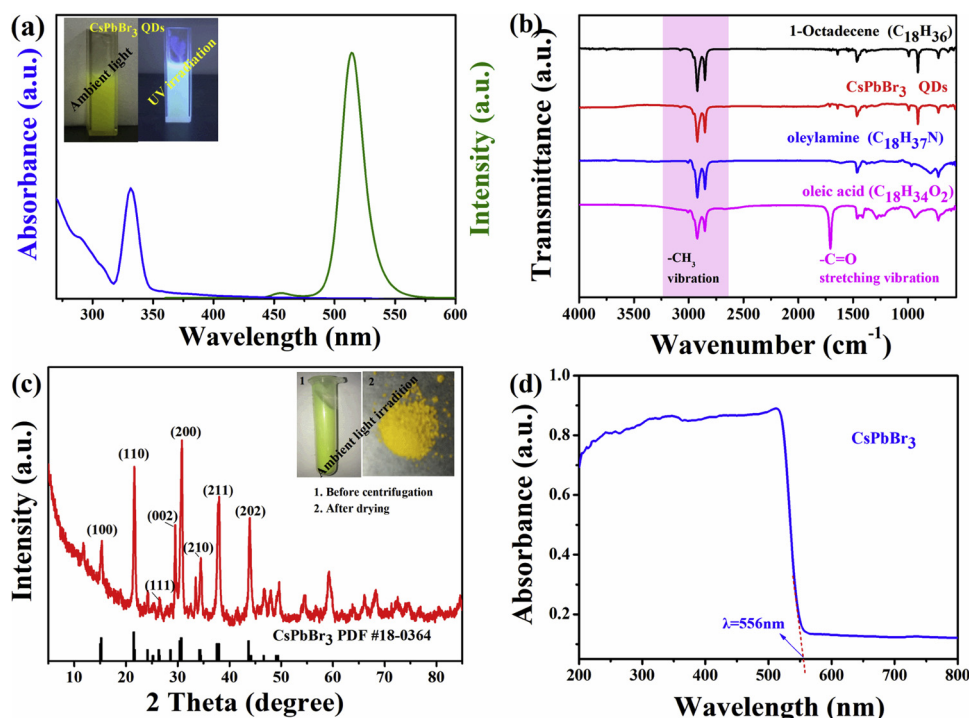 (a)
CsPbBr3 QDs
Ambient light
UV irradiation
Absorbance (a.u.)
Intensity (a.u.)
300 350 400 450 500 550 600
Wavelength (nm)
(b)
1-Octadecene (C18H36)
CsPbBr3 QDs
oleylamine (C18H37N)
oleic acid (C18H34O2)
-CH3
vibration
-C=O
stretching vibration
Transmittance (a.u.)
4000 3500 3000 2500 2000 1500 1000
Wavenumber (cm-1)
(c)
1
2
Ambient light irradition
1. Before centrifugation
2. After drying
(100)
(110)
(111)
(002)
(200)
(210)
(211)
(202)
CsPbBr3 PDF #18-0364
Intensity (a.u.)
10 20 30 40 50 60 70 80
2 Theta (degree)
(d)
CsPbBr3
λ=556nm
Absorbance (a.u.)
1.0
0.8
0.6
0.4
0.2
200 300 400 500 600 700 800
Wavelength (nm)